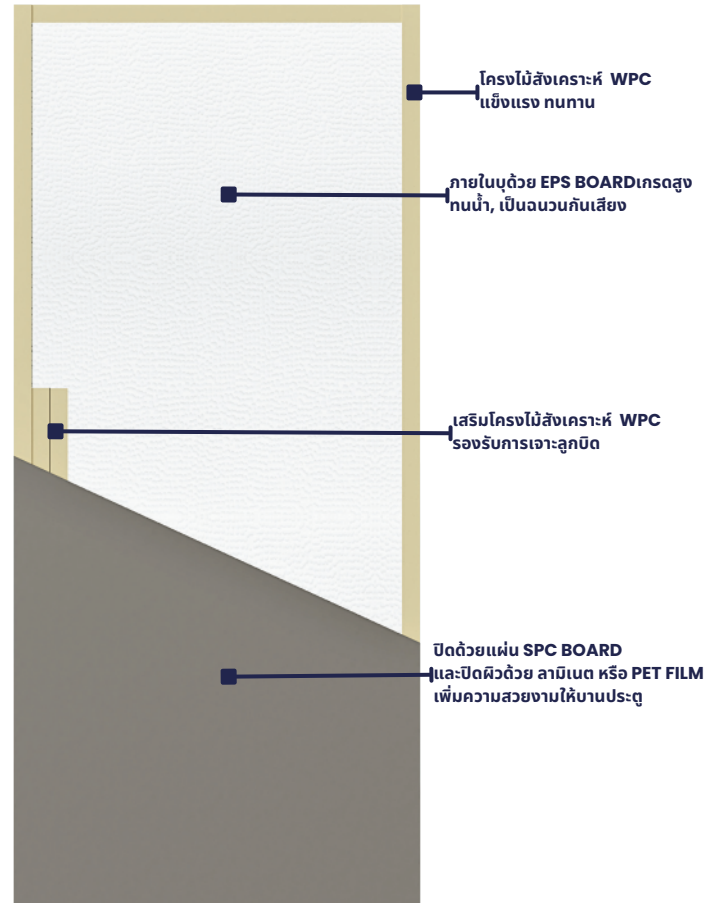 โครงไม้สังเคราะห์ WPC
แข็งแรง ทนทาน
ภายในบุด้วย EPS BOARDเกรดสูง
ทนน้ำ, เป็นฉนวนกันเสียง
เสริมโครงไม้สังเคราะห์ WPC
รองรับการเจาะลูกบิด
ปิดด้วยแผ่น SPC BOARD
และปิดผิวด้วย ลามิเนต หรือ PET FILM
เพิ่มความสวยงามให้บานประตู